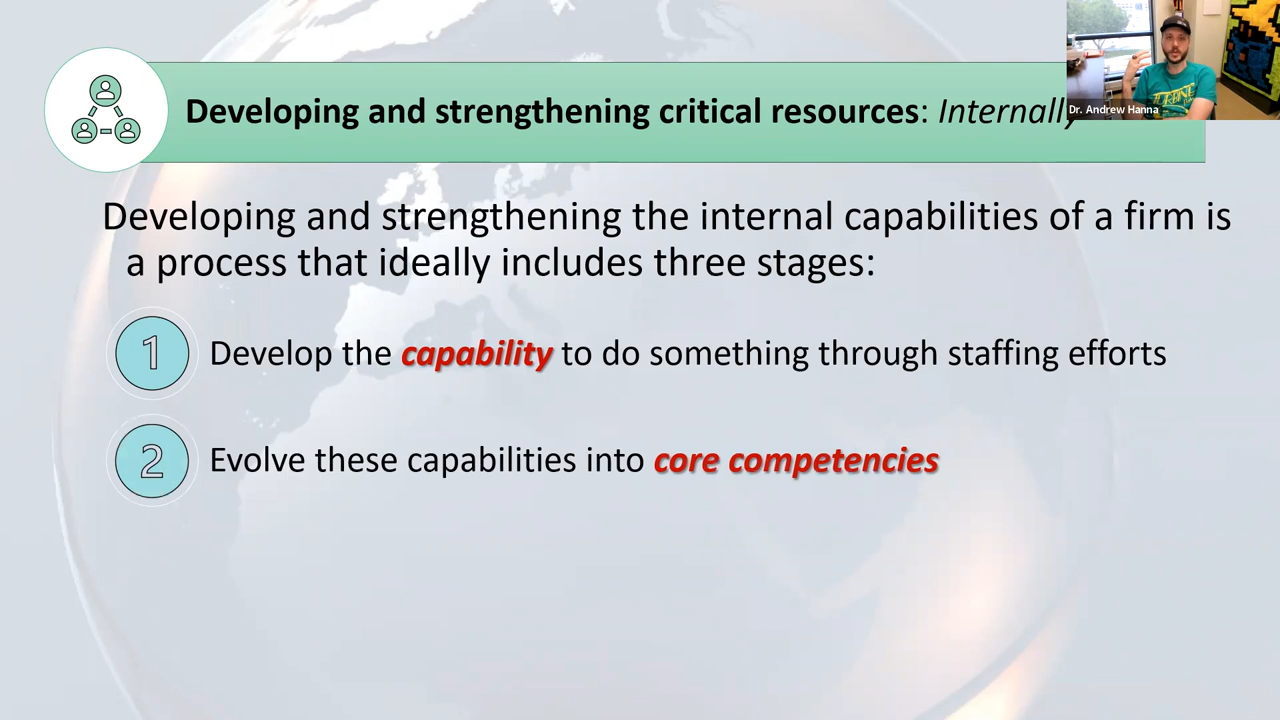 Developing and strengthening critical resources: Internally
Dr. Andrew Hanna
Developing and strengthening the internal capabilities of a firm is
a process that ideally includes three stages:
1 Develop the capability to do something through staffing efforts
2 Evolve these capabilities into core competencies